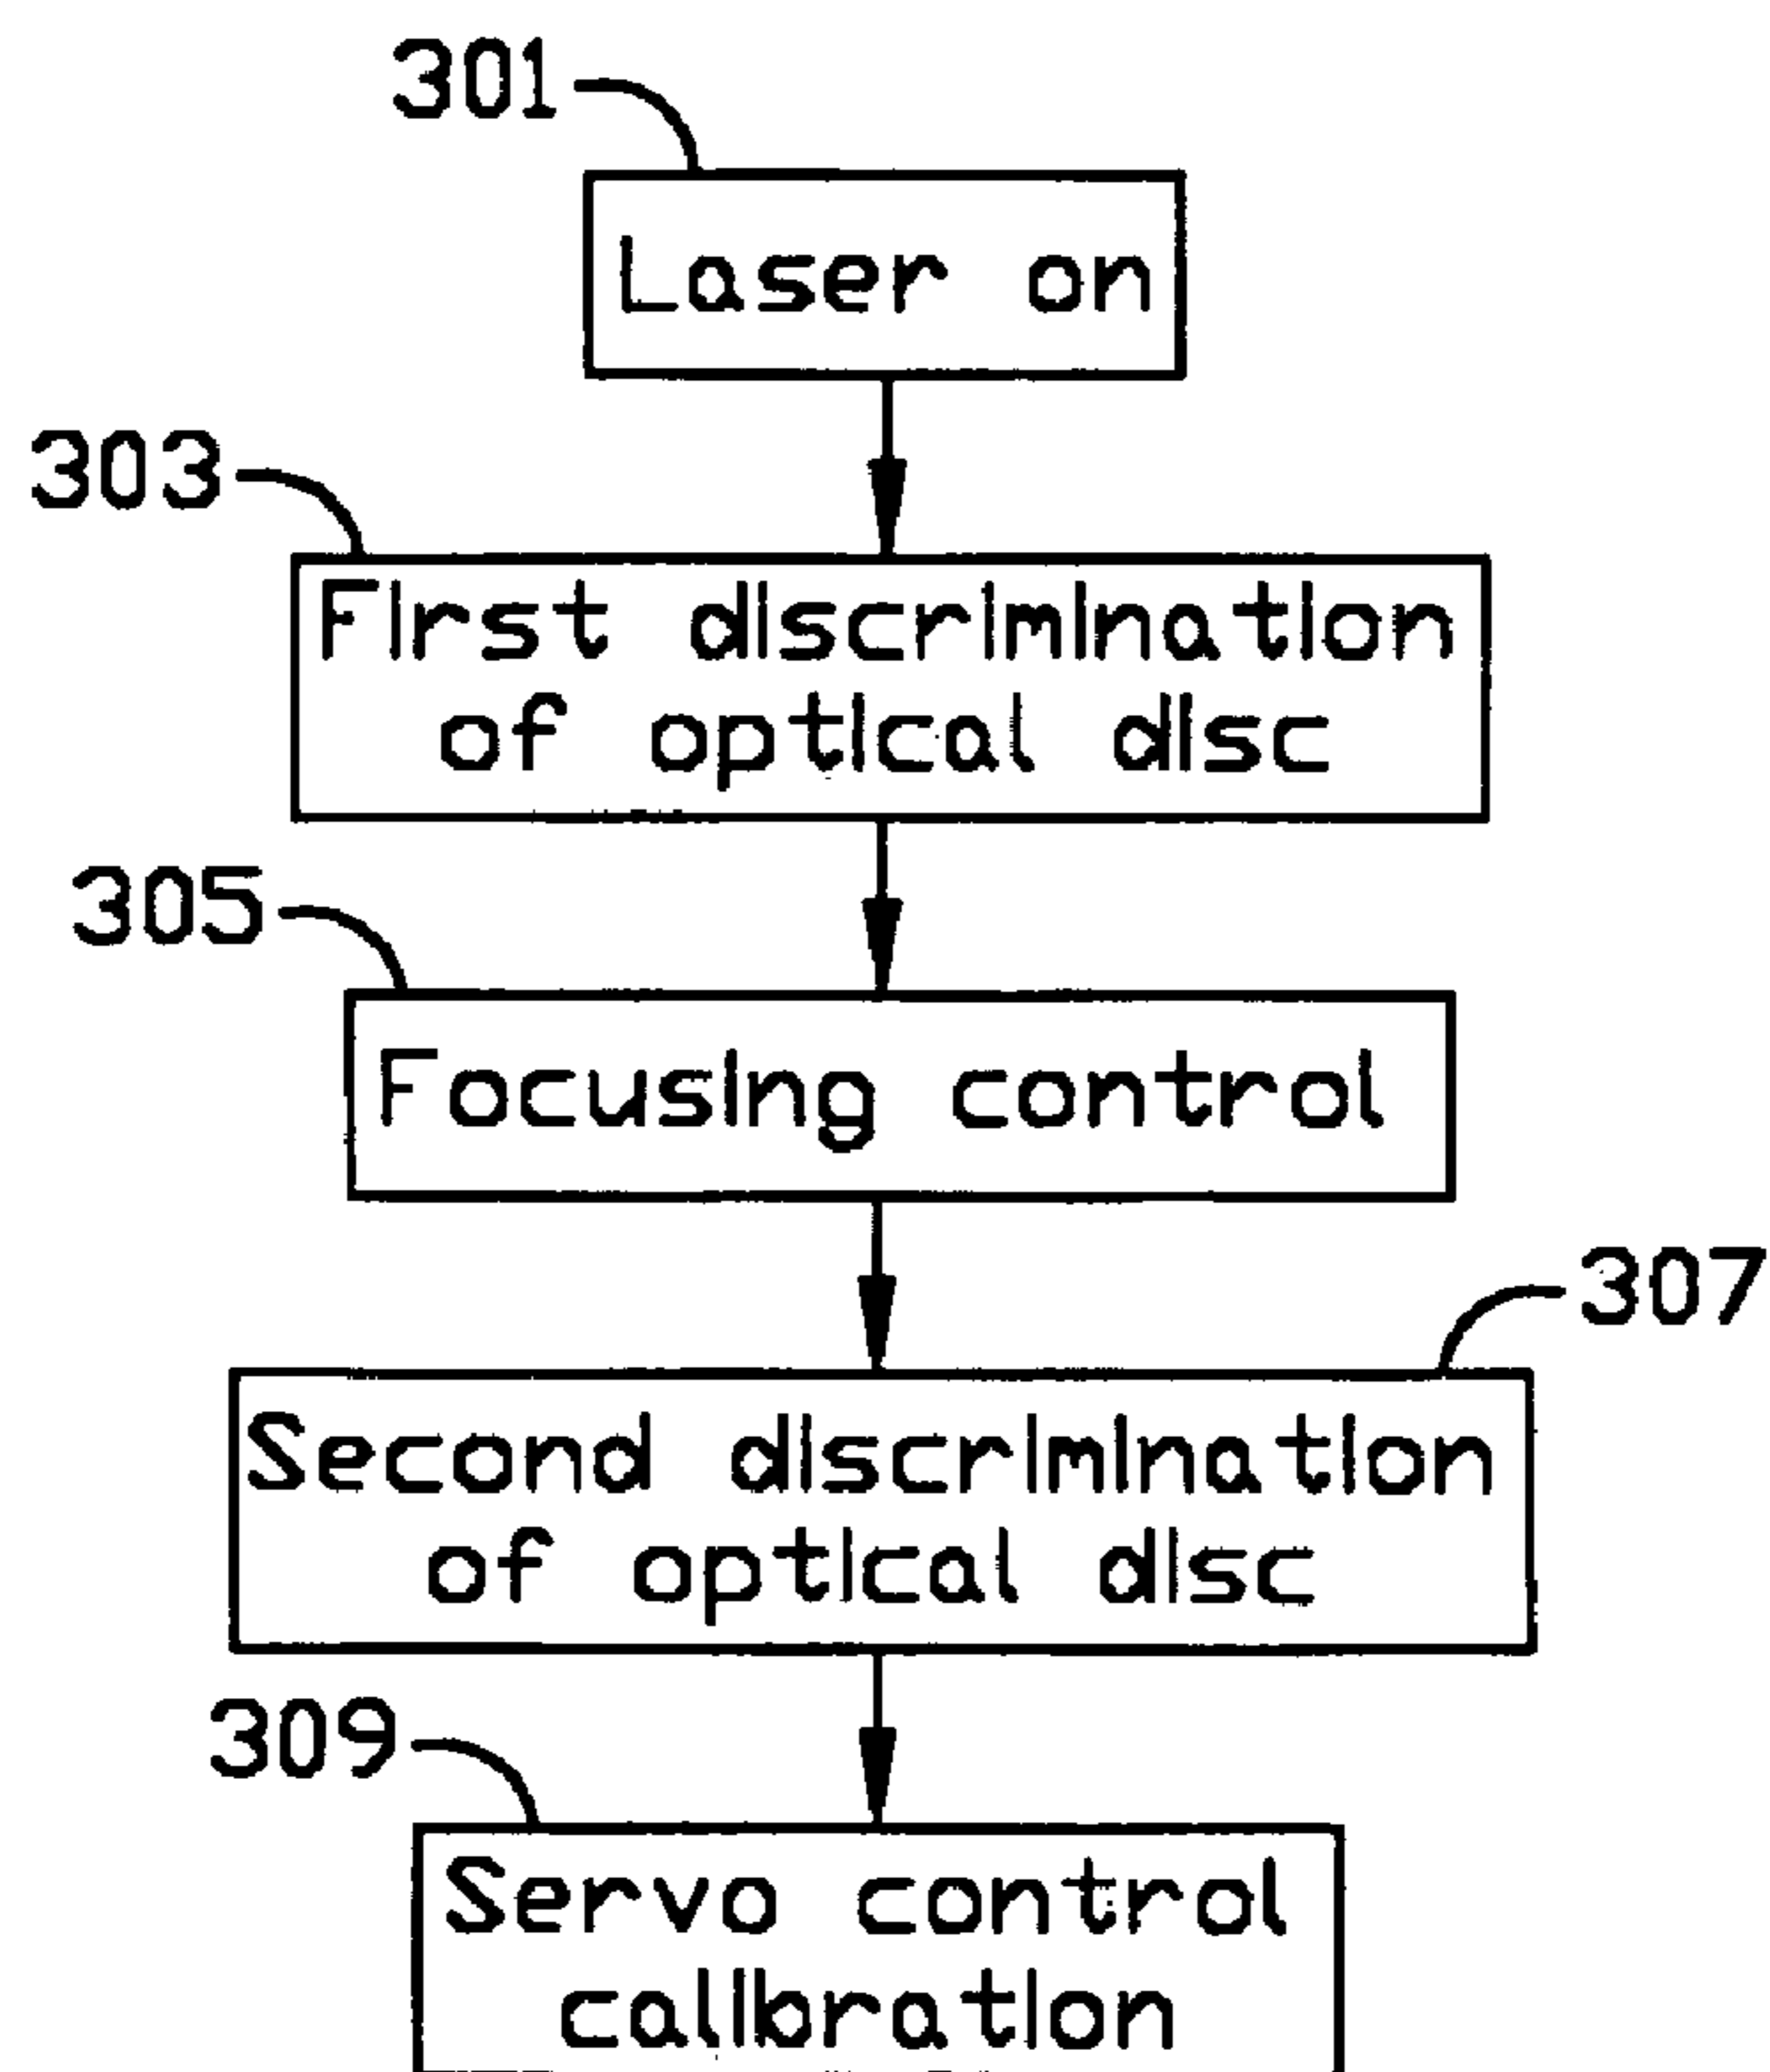 301
Laser on
303
First discrimination
of optical disc
305
Focusing control
307
Second discrimination
of optical disc
309
Servo control
calibration